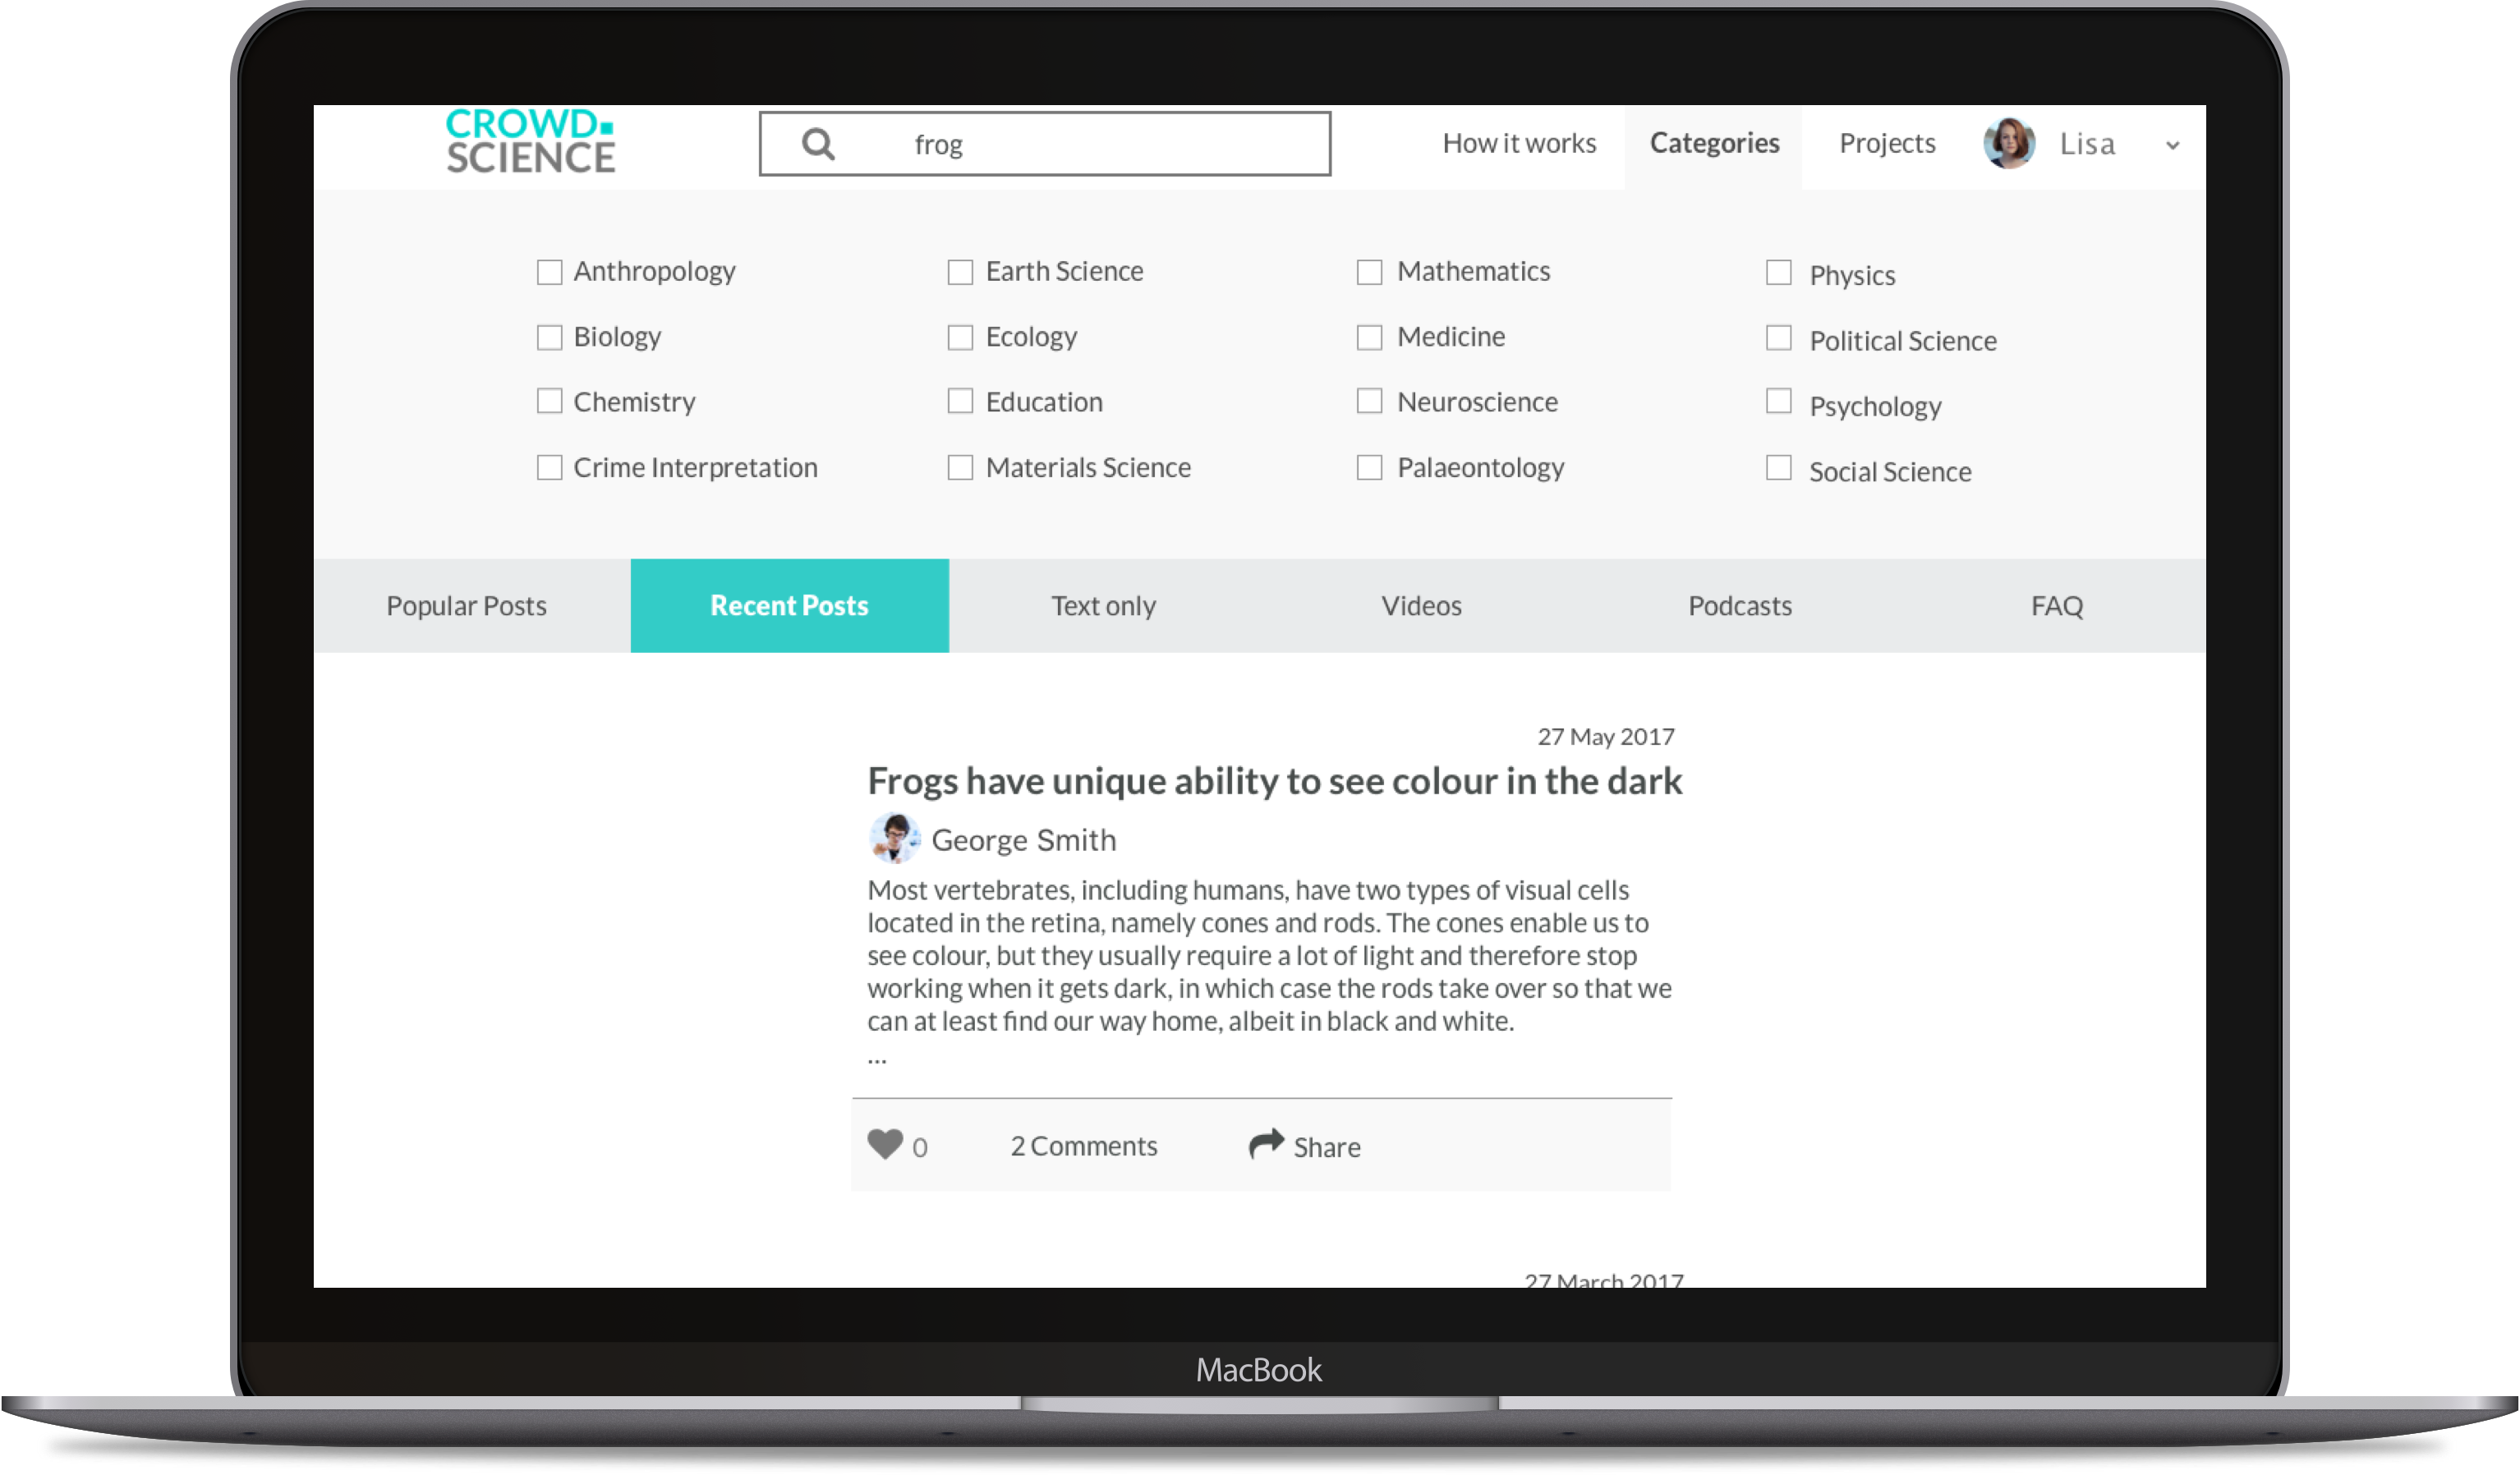 CROWD
SCIENCE
frog
How it works
Categories
Projects
Lisa
Anthropology
Earth Science
Mathematics
Physics
Biology
Ecology
Medicine
Political Science
Chemistry
Education
Neuroscience
Psychology
Crime Interpretation
Materials Science
Palaeontology
Social Science
Popular Posts
Recent Posts
Text only
Videos
Podcasts
FAQ
27 May 2017
Frogs have unique ability to see colour in the dark
George Smith
Most vertebrates, including humans, have two types of visual cells
located in the retina, namely cones and rods. The cones enable us to
see colour, but they usually require a lot of light and therefore stop
working when it gets dark, in which case the rods take over so that we
can at least find our way home, albeit in black and white.
...
0
2 Comments
Share
27 March 2017
MacBook